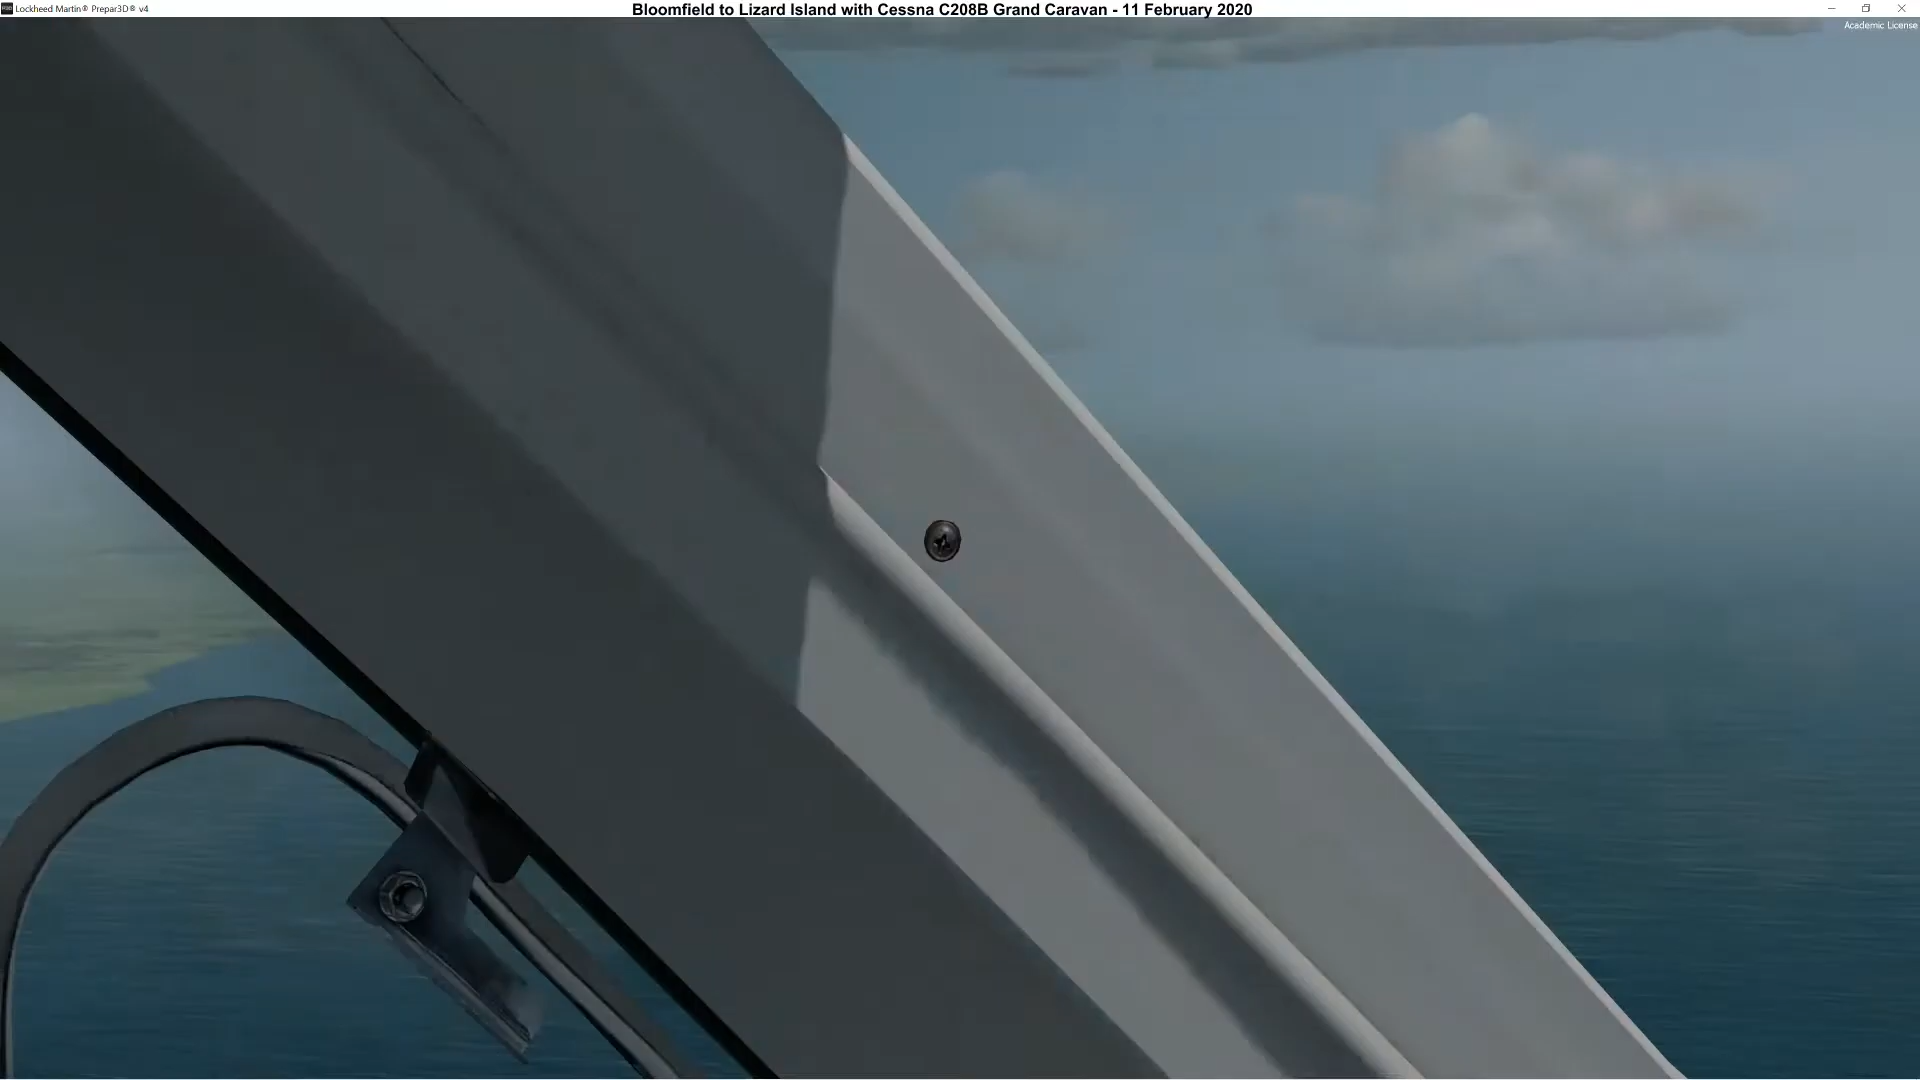 Lockheed Martin® Prepar3D® v4
Bloomfield to Lizard Island with Cessna C208B Grand Caravan - 11 February 2020
Academic License